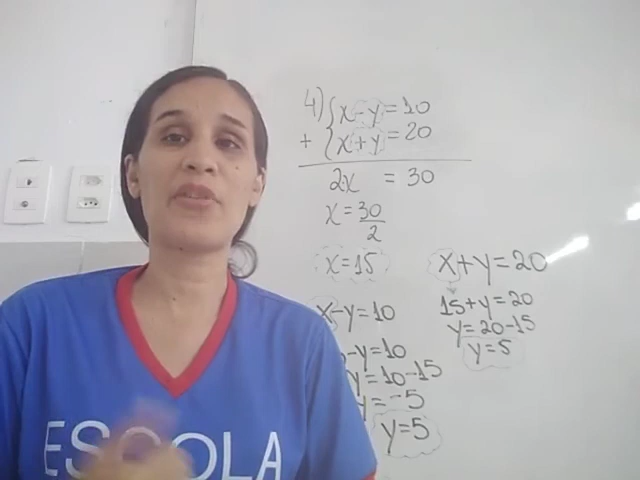 4) { x - y = 10
+ { x + y = 20
2x = 30
x = 30/2
x = 15
x - y = 10
- y = 10
y = 10 - 15
y = -5
y = 5
x + y = 20
15 + y = 20
y = 20 - 15
y = 5
ESCOLA